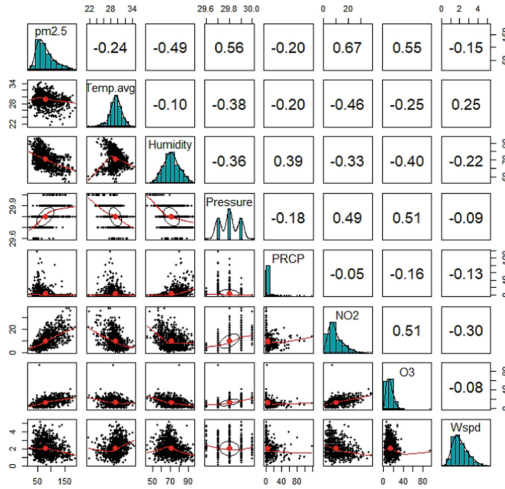 22 28 34 29.6 29.8 30.0 0 20 0 2 4
pm2.5 -0.24 -0.49 0.56 -0.20 0.67 0.55 -0.15 50 150
22 28 34 Temp.avg -0.10 -0.38 -0.20 -0.46 -0.25 0.25
Humidity -0.36 0.39 -0.33 -0.40 -0.22
29.6 29.9 Pressure -0.18 0.49 0.51 -0.09
PRCP -0.05 -0.16 -0.13
0 20 NO2 0.51 -0.30
O3 -0.08
0 2 4 Wspd
50 150 50 70 90 0 40 80 0 40 80